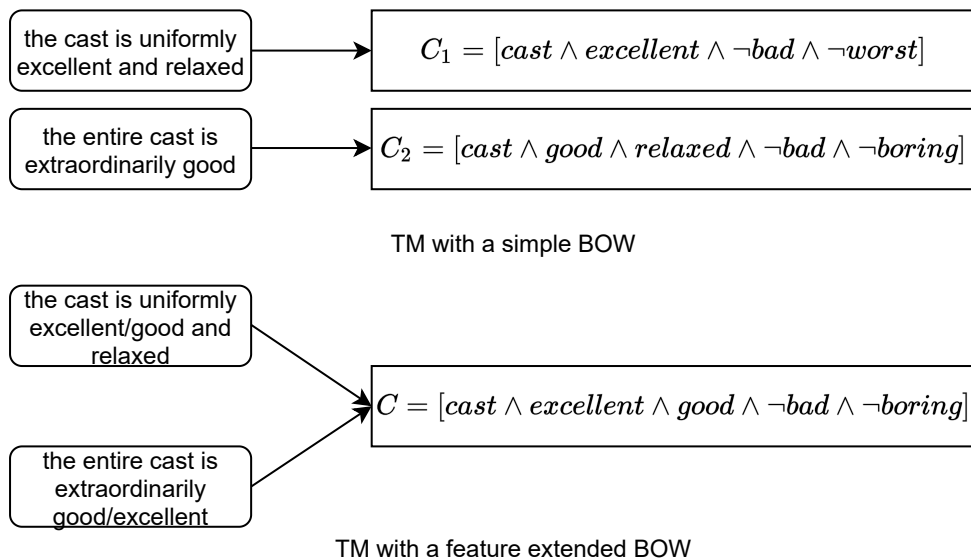 the cast is uniformly
excellent and relaxed
C₁ = [cast ∧ excellent ∧ ¬bad ∧ ¬worst]
the entire cast is
extraordinarily good
C₂ = [cast ∧ good ∧ relaxed ∧ ¬bad ∧ ¬boring]
TM with a simple BOW
the cast is uniformly
excellent/good and
relaxed
C = [cast ∧ excellent ∧ good ∧ ¬bad ∧ ¬boring]
the entire cast is
extraordinarily
good/excellent
TM with a feature extended BOW